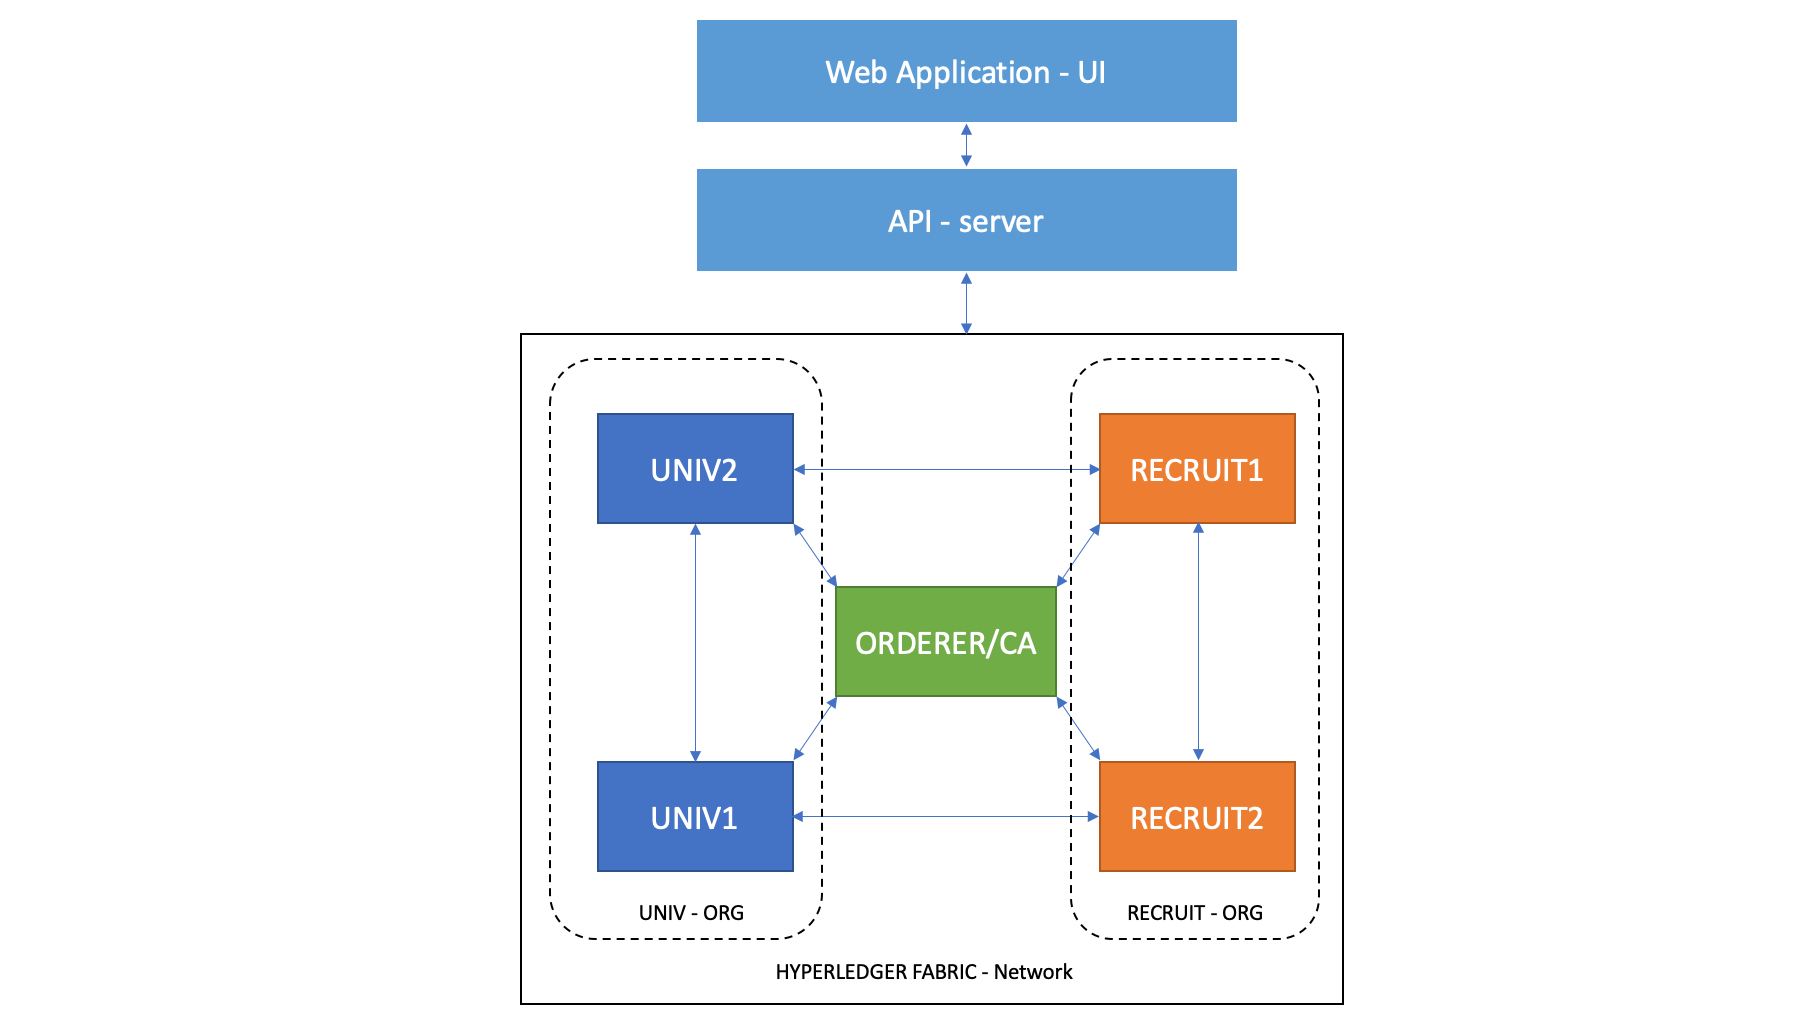 Web Application - UI
API - server
UNIV2
RECRUIT1
ORDERER/CA
UNIV1
RECRUIT2
UNIV - ORG
RECRUIT - ORG
HYPERLEDGER FABRIC - Network